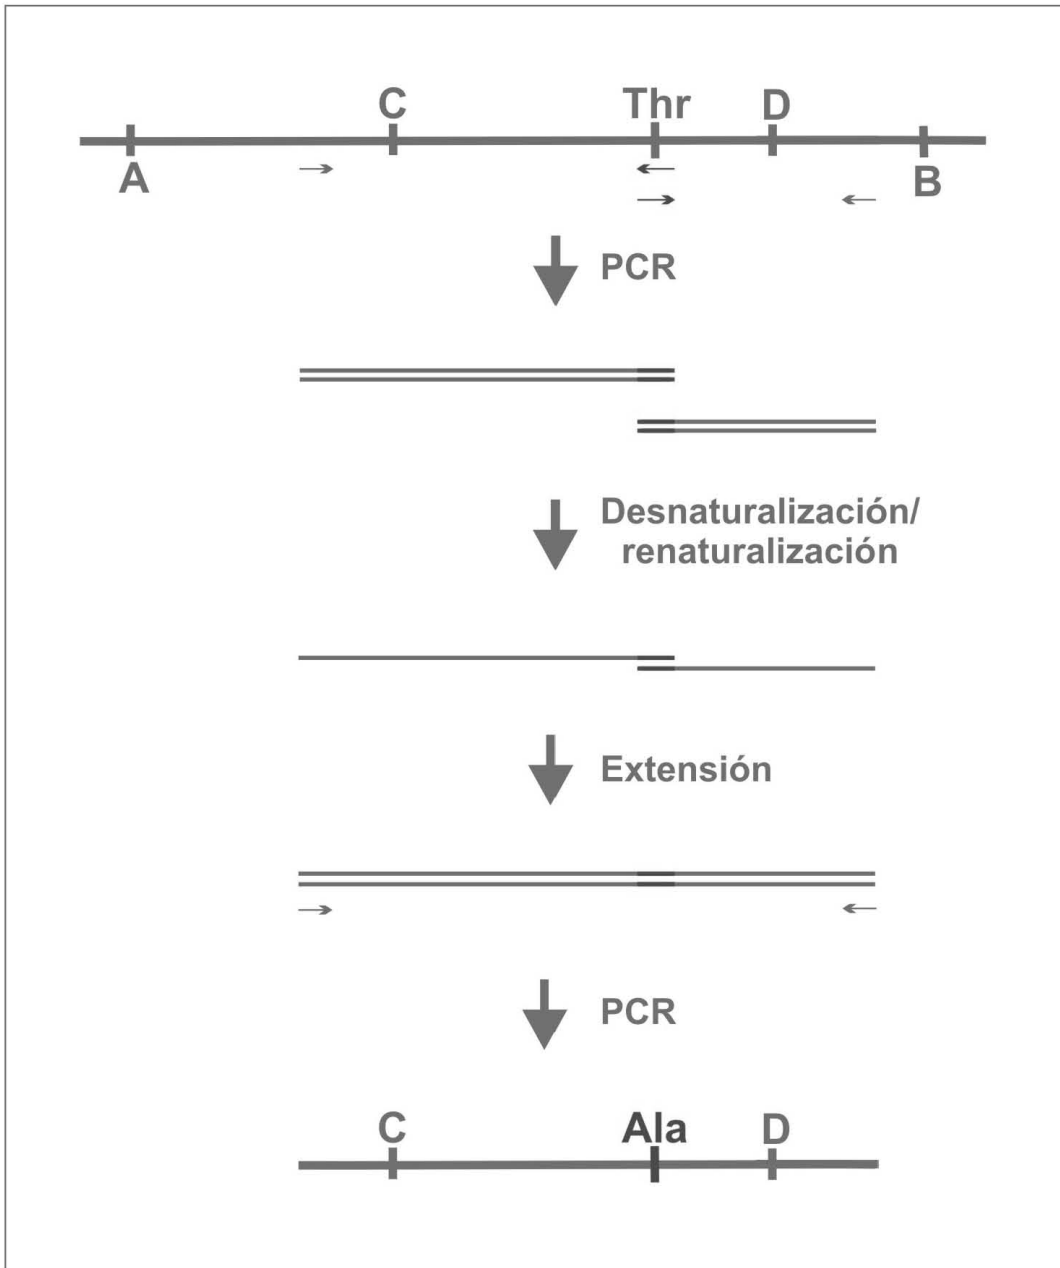 C Thr D
A B
PCR
Desnaturalización/
renaturalización
Extensión
PCR
C Ala D